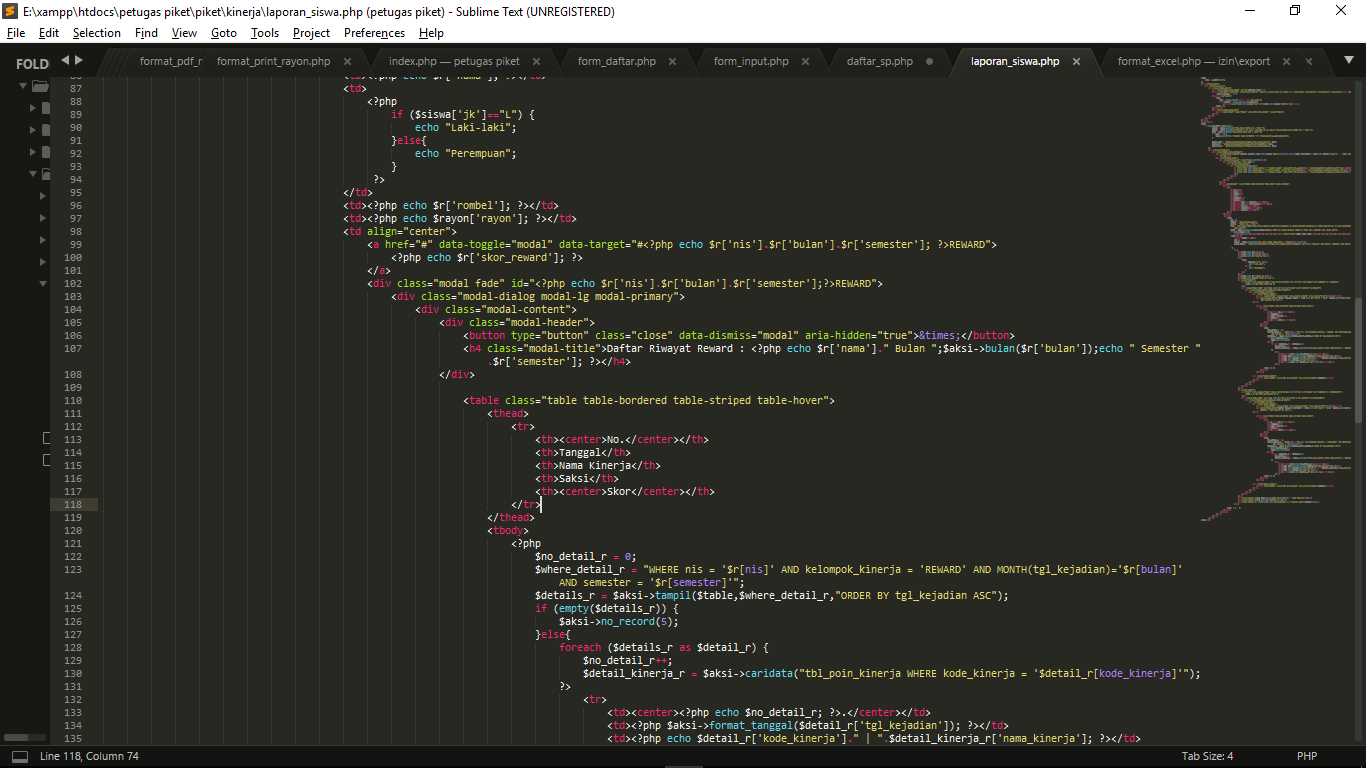 E:\xampp\htdocs\petugas piket\piket\kinerja\laporan_siswa.php (petugas piket) - Sublime Text (UNREGISTERED)
File Edit Selection Find View Goto Tools Project Preferences Help
FOLD
format_pdf_r format_print_rayon.php index.php — petugas piket form_daftar.php form_input.php daftar_sp.php laporan_siswa.php format_excel.php — izin\export
87 <td>
88 <?php
89 if ($siswa['jk']=="L") {
90 echo "Laki-laki";
91 }else{
92 echo "Perempuan";
93 }
94 ?>
95 </td>
96 <td><?php echo $r['rombel']; ?></td>
97 <td><?php echo $rayon['rayon']; ?></td>
98 <td align="center">
99 <a href="#" data-toggle="modal" data-target="#<?php echo $r['nis'].$r['bulan'].$r['semester']; ?>REWARD">
100 <?php echo $r['skor_reward']; ?>
101 </a>
102 <div class="modal fade" id="<?php echo $r['nis'].$r['bulan'].$r['semester'];?>REWARD">
103 <div class="modal-dialog modal-lg modal-primary">
104 <div class="modal-content">
105 <div class="modal-header">
106 <button type="button" class="close" data-dismiss="modal" aria-hidden="true">&times;</button>
107 <h4 class="modal-title">Daftar Riwayat Reward : <?php echo $r['nama']." Bulan ";$aksi->bulan($r['bulan']);echo " Semester "
.$r['semester']; ?></h4>
108 </div>
109
110 <table class="table table-bordered table-striped table-hover">
111 <thead>
112 <tr>
113 <th><center>No.</center></th>
114 <th>Tanggal</th>
115 <th>Nama Kinerja</th>
116 <th>Saksi</th>
117 <th><center>Skor</center></th>
118 </tr>
119 </thead>
120 <tbody>
121 <?php
122 $no_detail_r = 0;
123 $where_detail_r = "WHERE nis = '$r[nis]' AND kelompok_kinerja = 'REWARD' AND MONTH(tgl_kejadian)='$r[bulan]'
AND semester = '$r[semester]'";
124 $details_r = $aksi->tampil($table,$where_detail_r,"ORDER BY tgl_kejadian ASC");
125 if (empty($details_r)) {
126 $aksi->no_record(5);
127 }else{
128 foreach ($details_r as $detail_r) {
129 $no_detail_r++;
130 $detail_kinerja_r = $aksi->caridata("tbl_poin_kinerja WHERE kode_kinerja = '$detail_r[kode_kinerja]'");
131 ?>
132 <tr>
133 <td><center><?php echo $no_detail_r; ?>.</center></td>
134 <td><?php $aksi->format_tanggal($detail_r['tgl_kejadian']); ?></td>
135 <td><?php echo $detail_r['kode_kinerja']." | ".$detail_kinerja_r['nama_kinerja']; ?></td>
Line 118, Column 74 Tab Size: 4 PHP